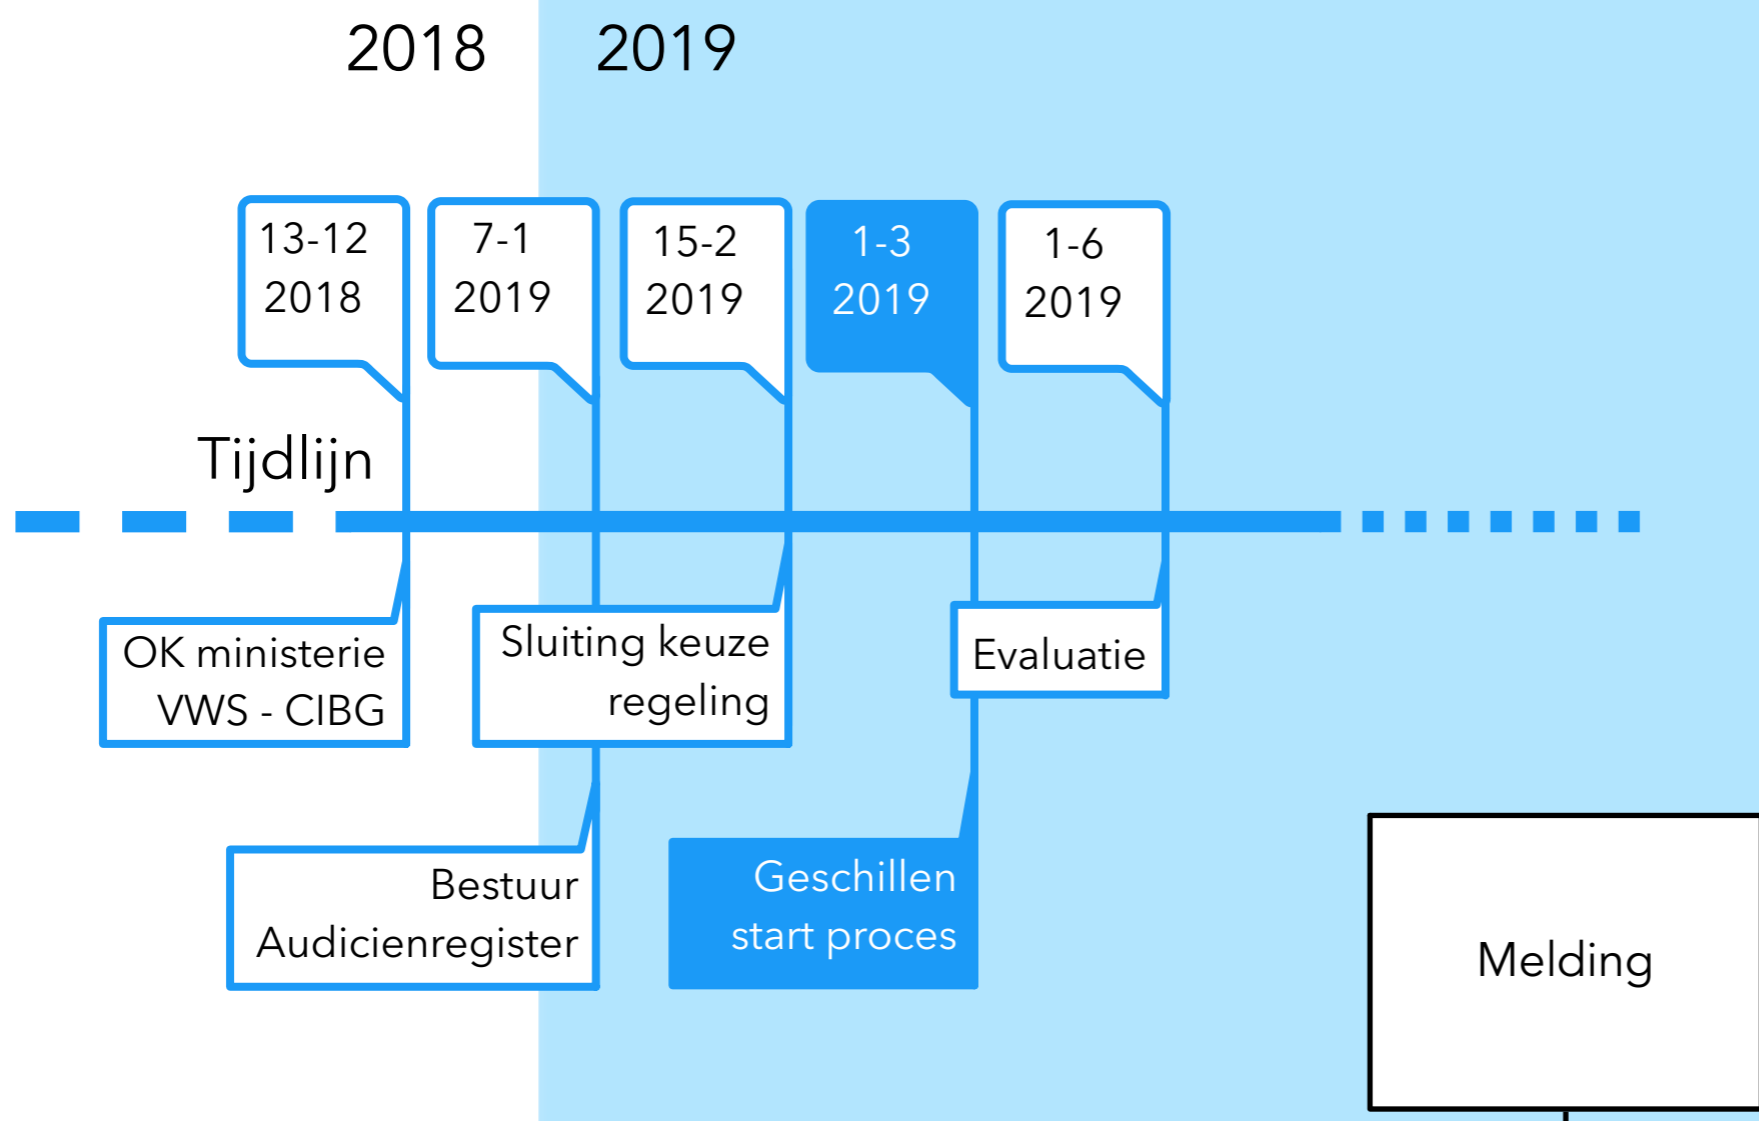 2018
2019
13-12
2018
7-1
2019
15-2
2019
1-3
2019
1-6
2019
Tijdlijn
OK ministerie
VWS - CIBG
Sluiting keuze
regeling
Evaluatie
Bestuur
Audicienregister
Geschillen
start proces
Melding